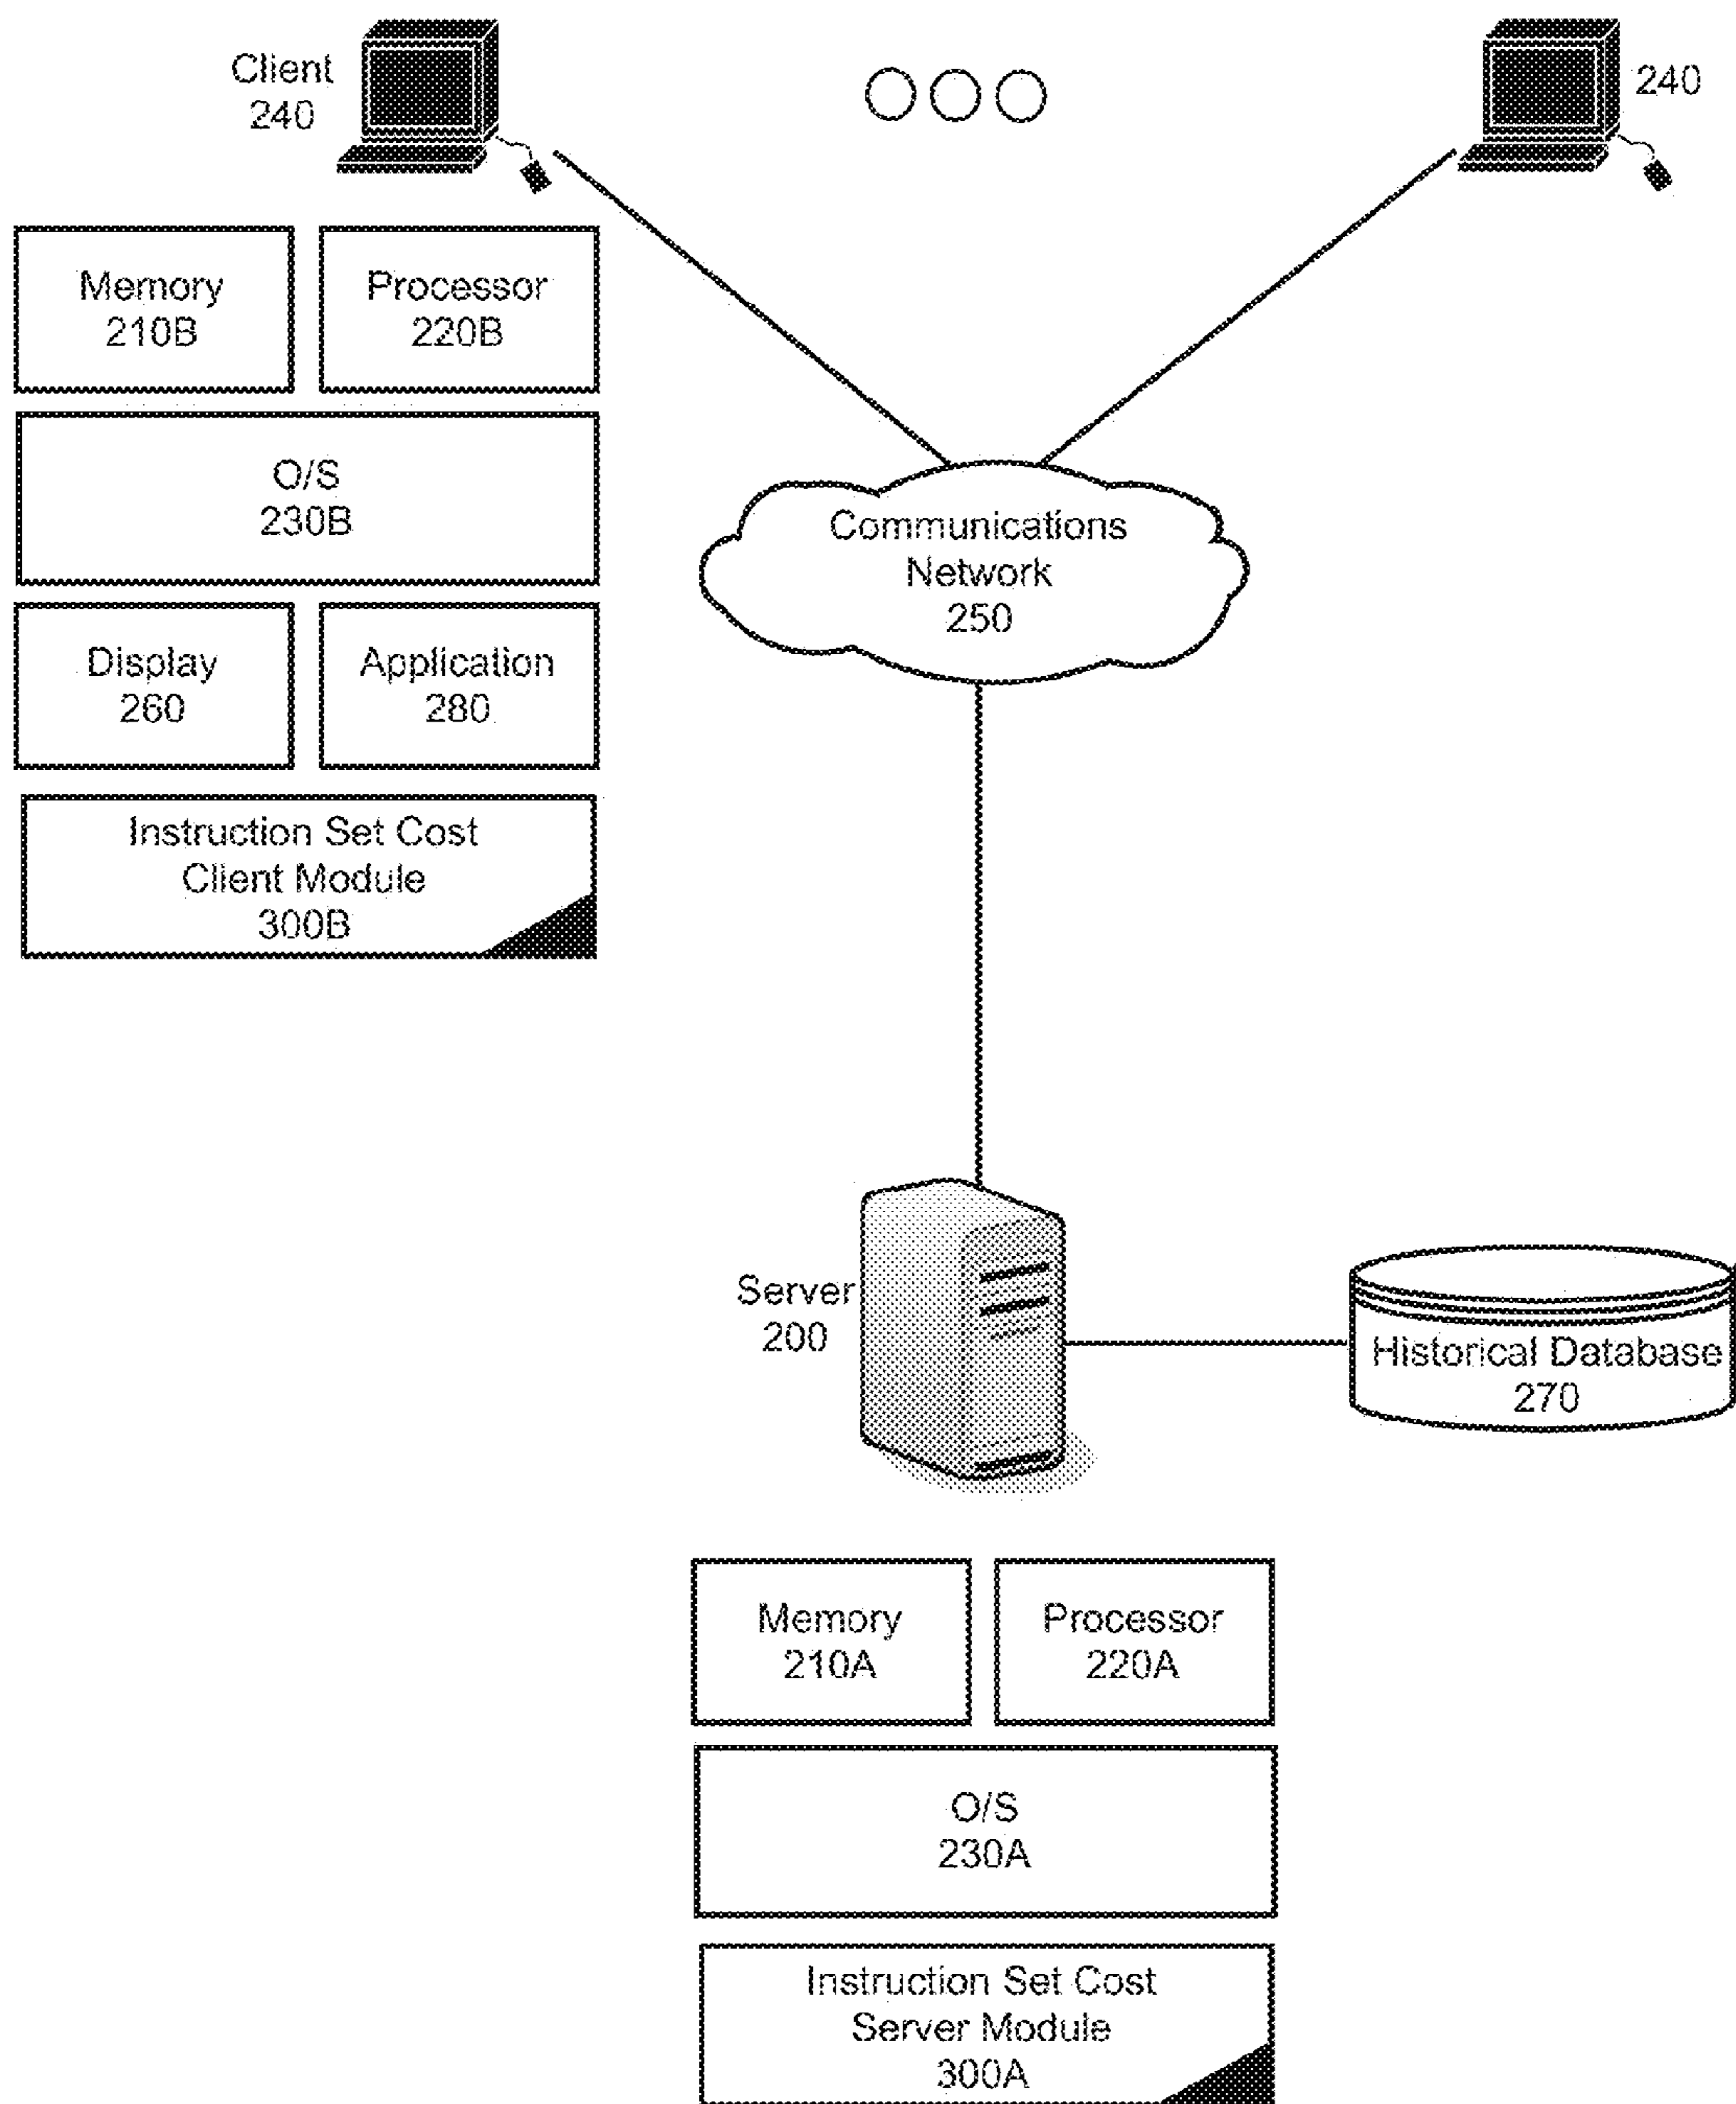 Client
240
240
Memory
210B
Processor
220B
O/S
230B
Display
260
Application
280
Instruction Set Cost
Client Module
300B
Communications
Network
250
Server
200
Historical Database
270
Memory
210A
Processor
220A
O/S
230A
Instruction Set Cost
Server Module
300A